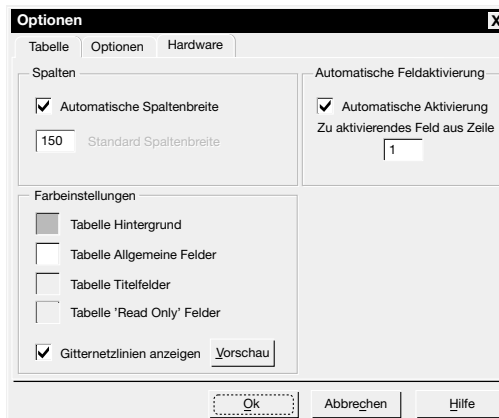 Optionen X
Tabelle Optionen Hardware
Spalten
Automatische Spaltenbreite
150 Standard Spaltenbreite
Automatische Feldaktivierung
Automatische Aktivierung
Zu aktivierendes Feld aus Zeile
1
Farbeinstellungen
Tabelle Hintergrund
Tabelle Allgemeine Felder
Tabelle Titelfelder
Tabelle 'Read Only' Felder
Gitternetzlinien anzeigen Vorschau
Ok Abbrechen Hilfe